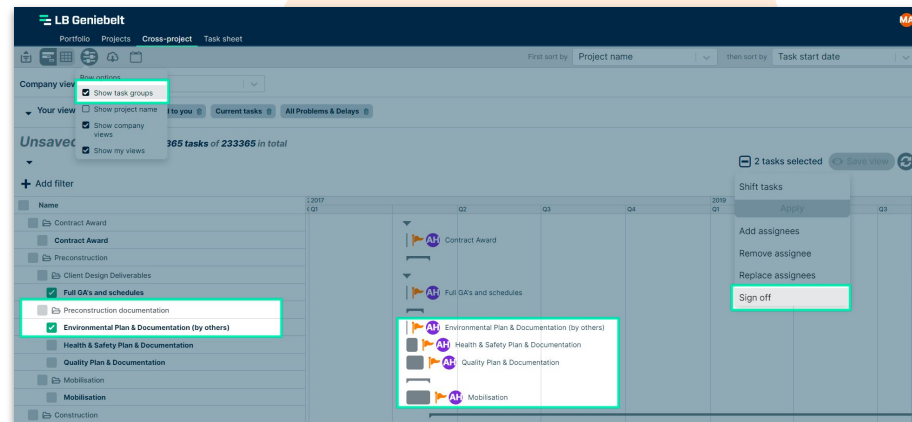 LB Geniebelt
MA
Portfolio Projects Cross-project Task sheet
First sort by Project name then sort by Task start date
Row options
Company view
Show task groups
Your view
Show project name
to you Current tasks All Problems & Delays
Show company
views
Show my views
Unsaved 365 tasks of 233365 in total
2 tasks selected Save view
Add filter
Shift tasks
Apply
Name 2017 2019
Q1 Q2 Q3 Q4 Q1 Q3
Contract Award
Add assignees
Contract Award AH Contract Award
Preconstruction
Remove assignee
Client Design Deliverables
Replace assignees
Full GA's and schedules AH Full GA's and schedules
Sign off
Preconstruction documentation
Environmental Plan & Documentation (by others) AH Environmental Plan & Documentation (by others)
Health & Safety Plan & Documentation AH Health & Safety Plan & Documentation
Quality Plan & Documentation AH Quality Plan & Documentation
Mobilisation
Mobilisation AH Mobilisation
Construction